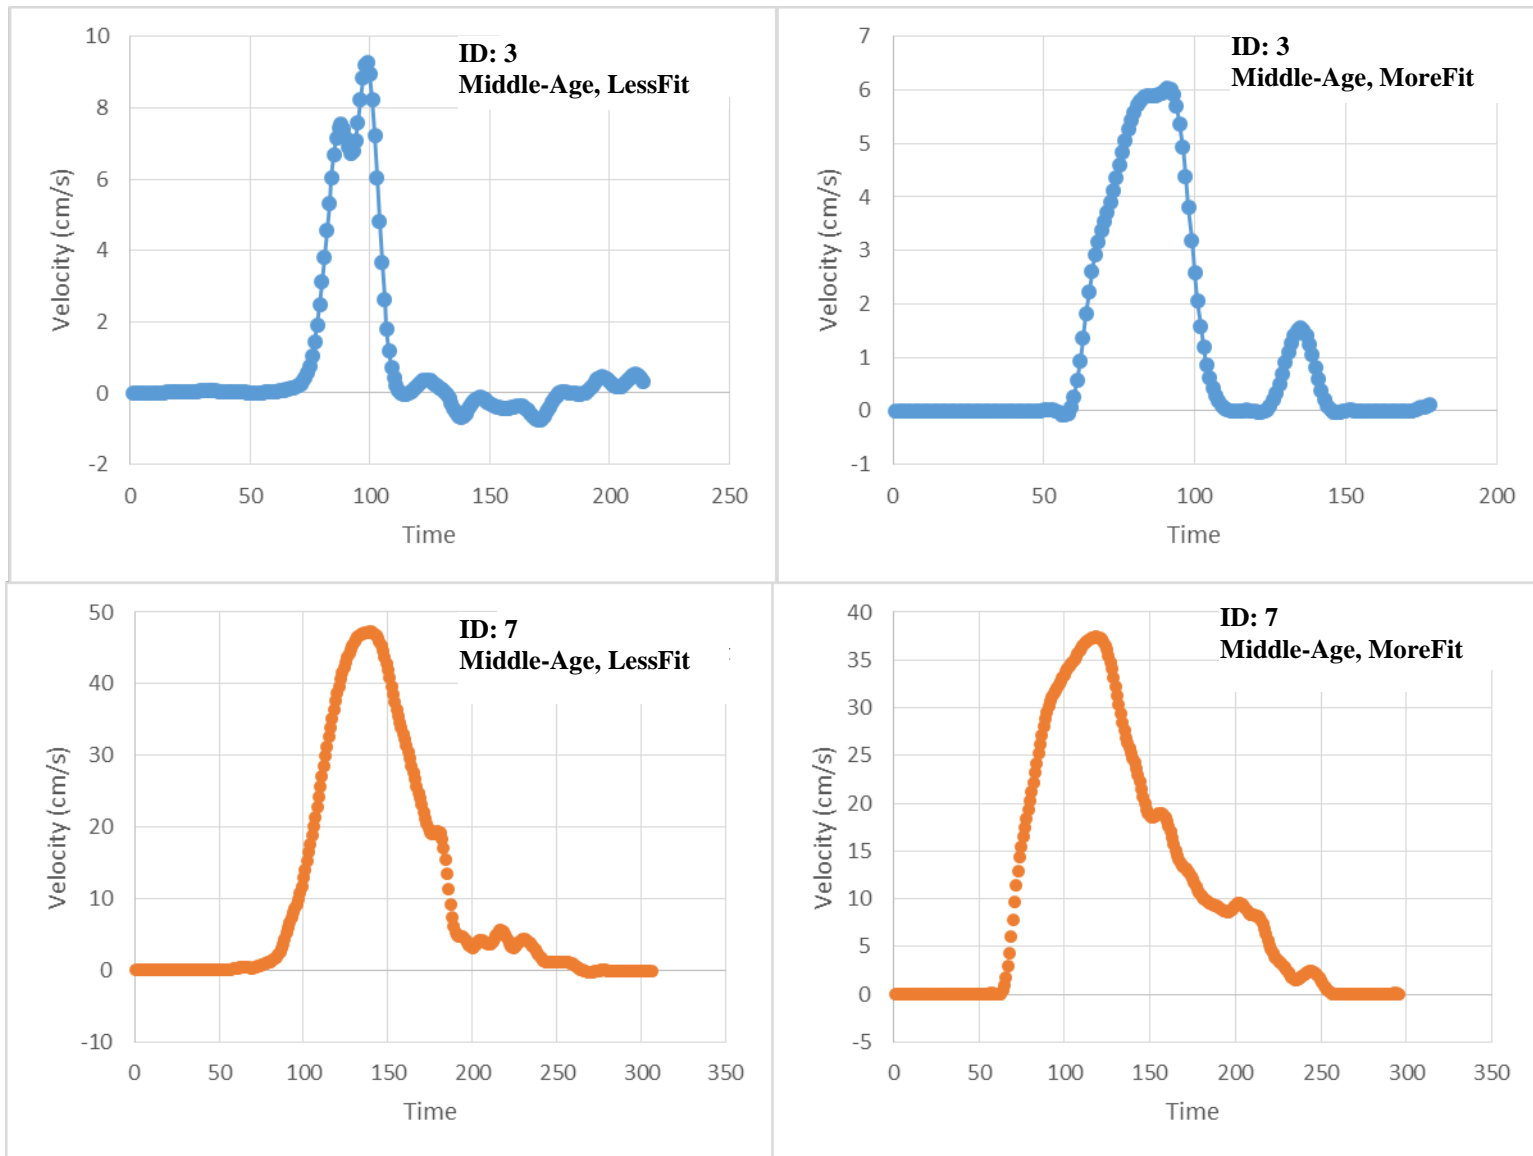 10
8
6
4
2
0
-2
0 50 100 150 200 250
Velocity (cm/s)
Time
ID: 3
Middle-Age, LessFit
7
6
5
4
3
2
1
0
-1
0 50 100 150 200
Velocity (cm/s)
Time
ID: 3
Middle-Age, MoreFit
50
40
30
20
10
0
-10
0 50 100 150 200 250 300 350
Velocity (cm/s)
Time
ID: 7
Middle-Age, LessFit
40
35
30
25
20
15
10
5
0
-5
0 50 100 150 200 250 300 350
Velocity (cm/s)
Time
ID: 7
Middle-Age, MoreFit